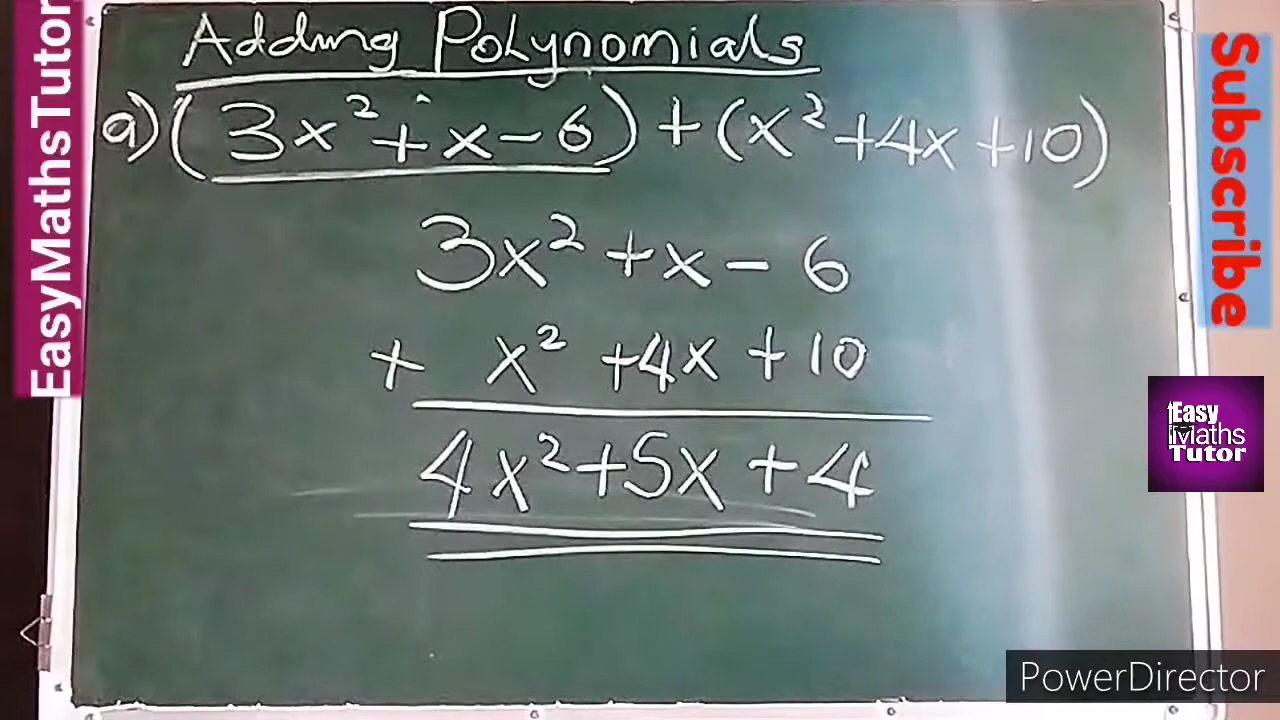 Adding Polynomials
a) (3x² + x - 6) + (x² + 4x + 10)
3x² + x - 6
+ x² + 4x + 10
4x² + 5x + 4
EasyMathsTutor
Subscribe
Easy
Maths
Tutor
PowerDirector